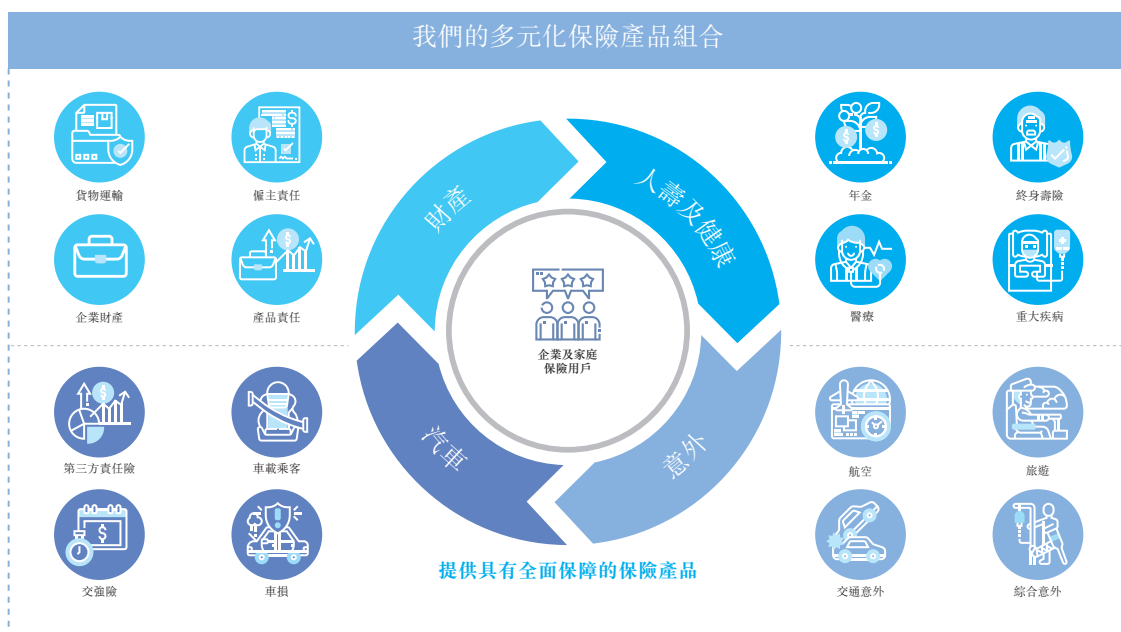 我們的多元化保險產品組合
貨物運輸
僱主責任
企業財產
產品責任
財產
人壽及健康
年金
終身壽險
醫療
重大疾病
企業及家庭
保險用戶
第三方責任險
車載乘客
交強險
車損
汽車
意外
航空
旅遊
交通意外
綜合意外
提供具有全面保障的保險產品